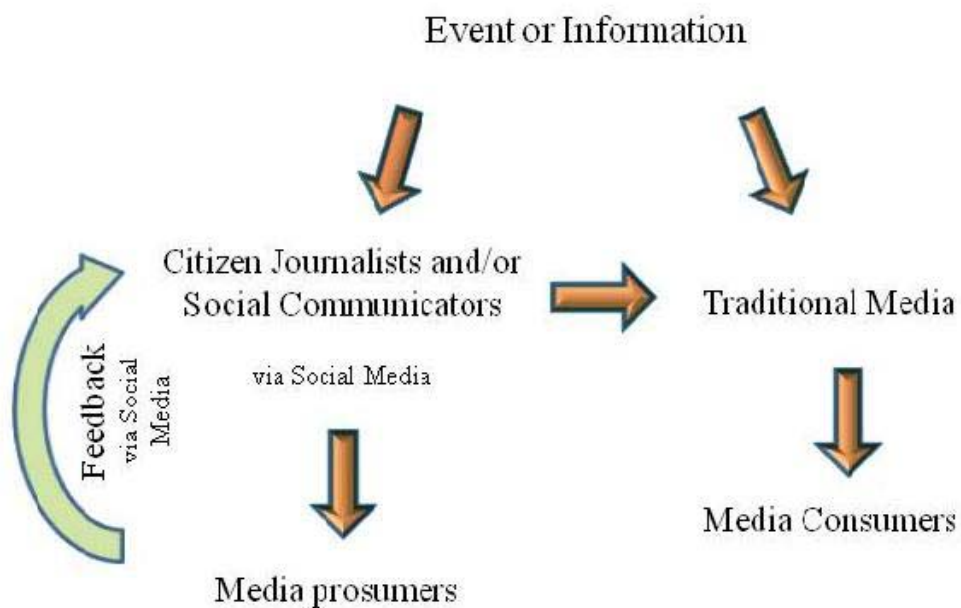 Event or Information
Citizen Journalists and/or
Social Communicators
Traditional Media
Feedback
via Social
Media
via Social Media
Media Consumers
Media prosumers